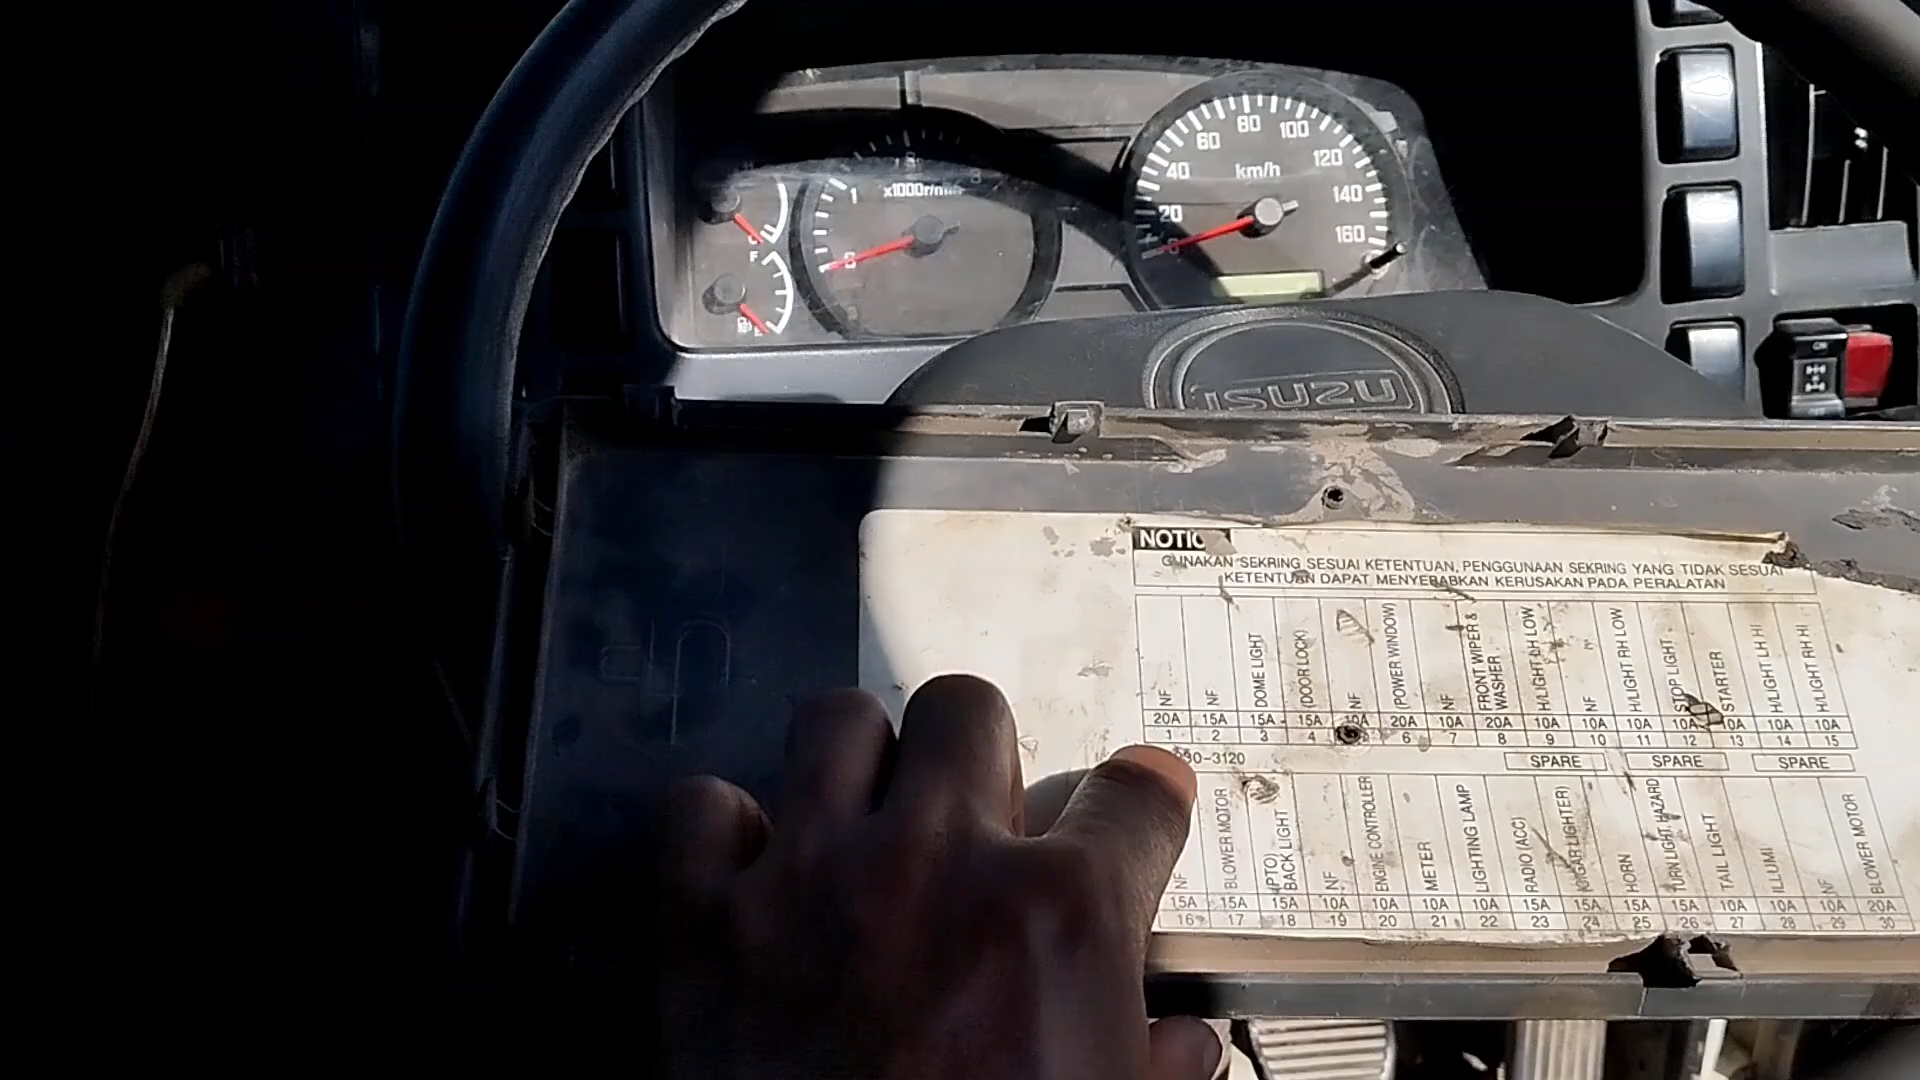 1
x1000r/min
0
20
40
60
80
100
120
140
160
km/h
F
ISUZU
GUNAKAN SEKRING SESUAI KETENTUAN, PENGGUNAAN SEKRING YANG TIDAK SESUAI
KETENTUAN DAPAT MENYEBABKAN KERUSAKAN PADA PERALATAN
NF NF DOME LIGHT (DOOR LOCK) NF (POWER WINDOW) NF FRONT WIPER & WASHER H/LIGHT LH LOW NF H/LIGHT RH LOW STOP LIGHT STARTER H/LIGHT LH HI H/LIGHT RH HI
20A 15A 15A 15A 10A 20A 10A 20A 10A 10A 10A 10A 10A 10A 10A
1 2 3 4 6 7 8 9 10 11 12 13 14 15
SPARE SPARE SPARE
NF BLOWER MOTOR (PTO) BACK LIGHT NF ENGINE CONTROLLER METER LIGHTING LAMP RADIO (ACC) (CIGAR LIGHTER) HORN TURN LIGHT, HAZARD TAIL LIGHT ILLUMI NF BLOWER MOTOR
15A 15A 15A 10A 10A 10A 10A 15A 15A 15A 15A 10A 10A 10A 20A
16 17 18 19 20 21 22 23 24 25 26 27 28 29 30